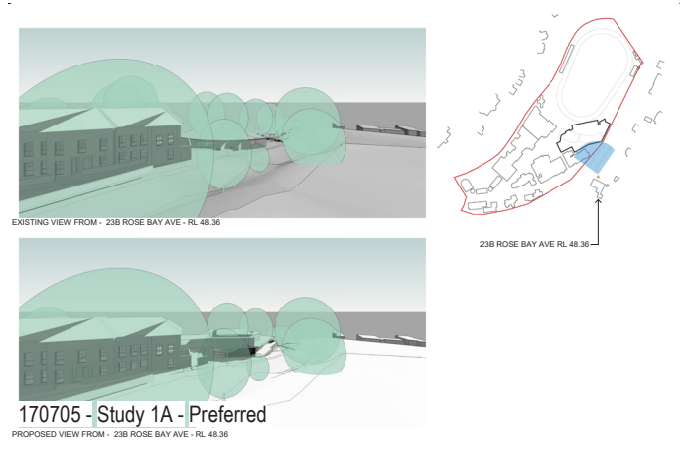 EXISTING VIEW FROM - 23B ROSE BAY AVE - RL 48.36
23B ROSE BAY AVE RL 48.36
170705 - Study 1A - Preferred
PROPOSED VIEW FROM - 23B ROSE BAY AVE - RL 48.36